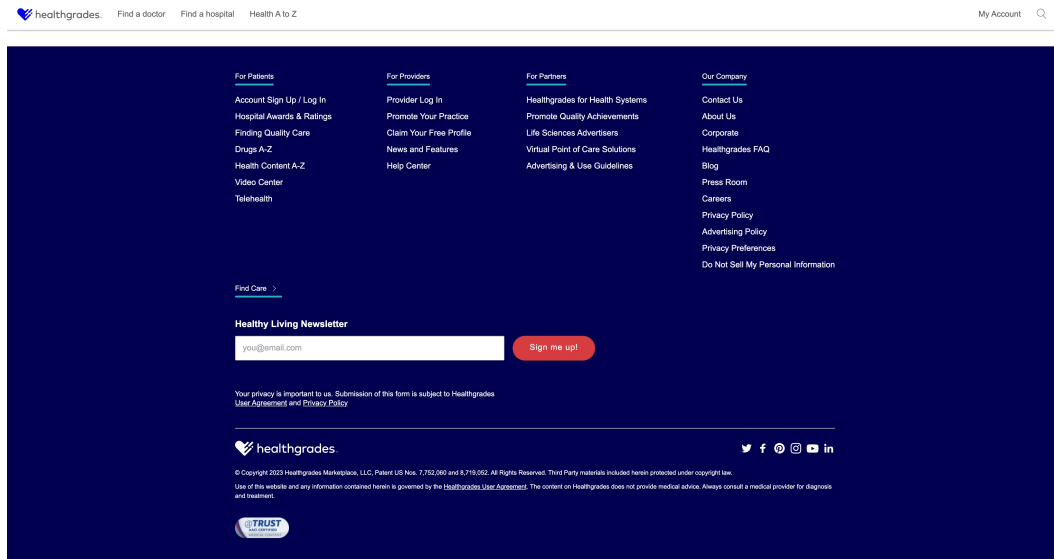 healthgrades.
Find a doctor
Find a hospital
Health A to Z
My Account
For Patients
Account Sign Up / Log In
Hospital Awards & Ratings
Finding Quality Care
Drugs A-Z
Health Content A-Z
Video Center
Telehealth
For Providers
Provider Log In
Promote Your Practice
Claim Your Free Profile
News and Features
Help Center
For Partners
Healthgrades for Health Systems
Promote Quality Achievements
Life Sciences Advertisers
Virtual Point of Care Solutions
Advertising & Use Guidelines
Our Company
Contact Us
About Us
Corporate
Healthgrades FAQ
Blog
Press Room
Careers
Privacy Policy
Advertising Policy
Privacy Preferences
Do Not Sell My Personal Information
Find Care >
Healthy Living Newsletter
you@email.com
Sign me up!
Your privacy is important to us. Submission of this form is subject to Healthgrades
User Agreement and Privacy Policy
healthgrades.
© Copyright 2023 Healthgrades Marketplace, LLC, Patent US Nos. 7,752,060 and 8,719,052. All Rights Reserved. Third Party materials included herein protected under copyright law.
Use of this website and any information contained herein is governed by the Healthgrades User Agreement. The content on Healthgrades does not provide medical advice. Always consult a medical provider for diagnosis
and treatment.
@TRUST
CERTIFIED
MEDICAL CONTENT